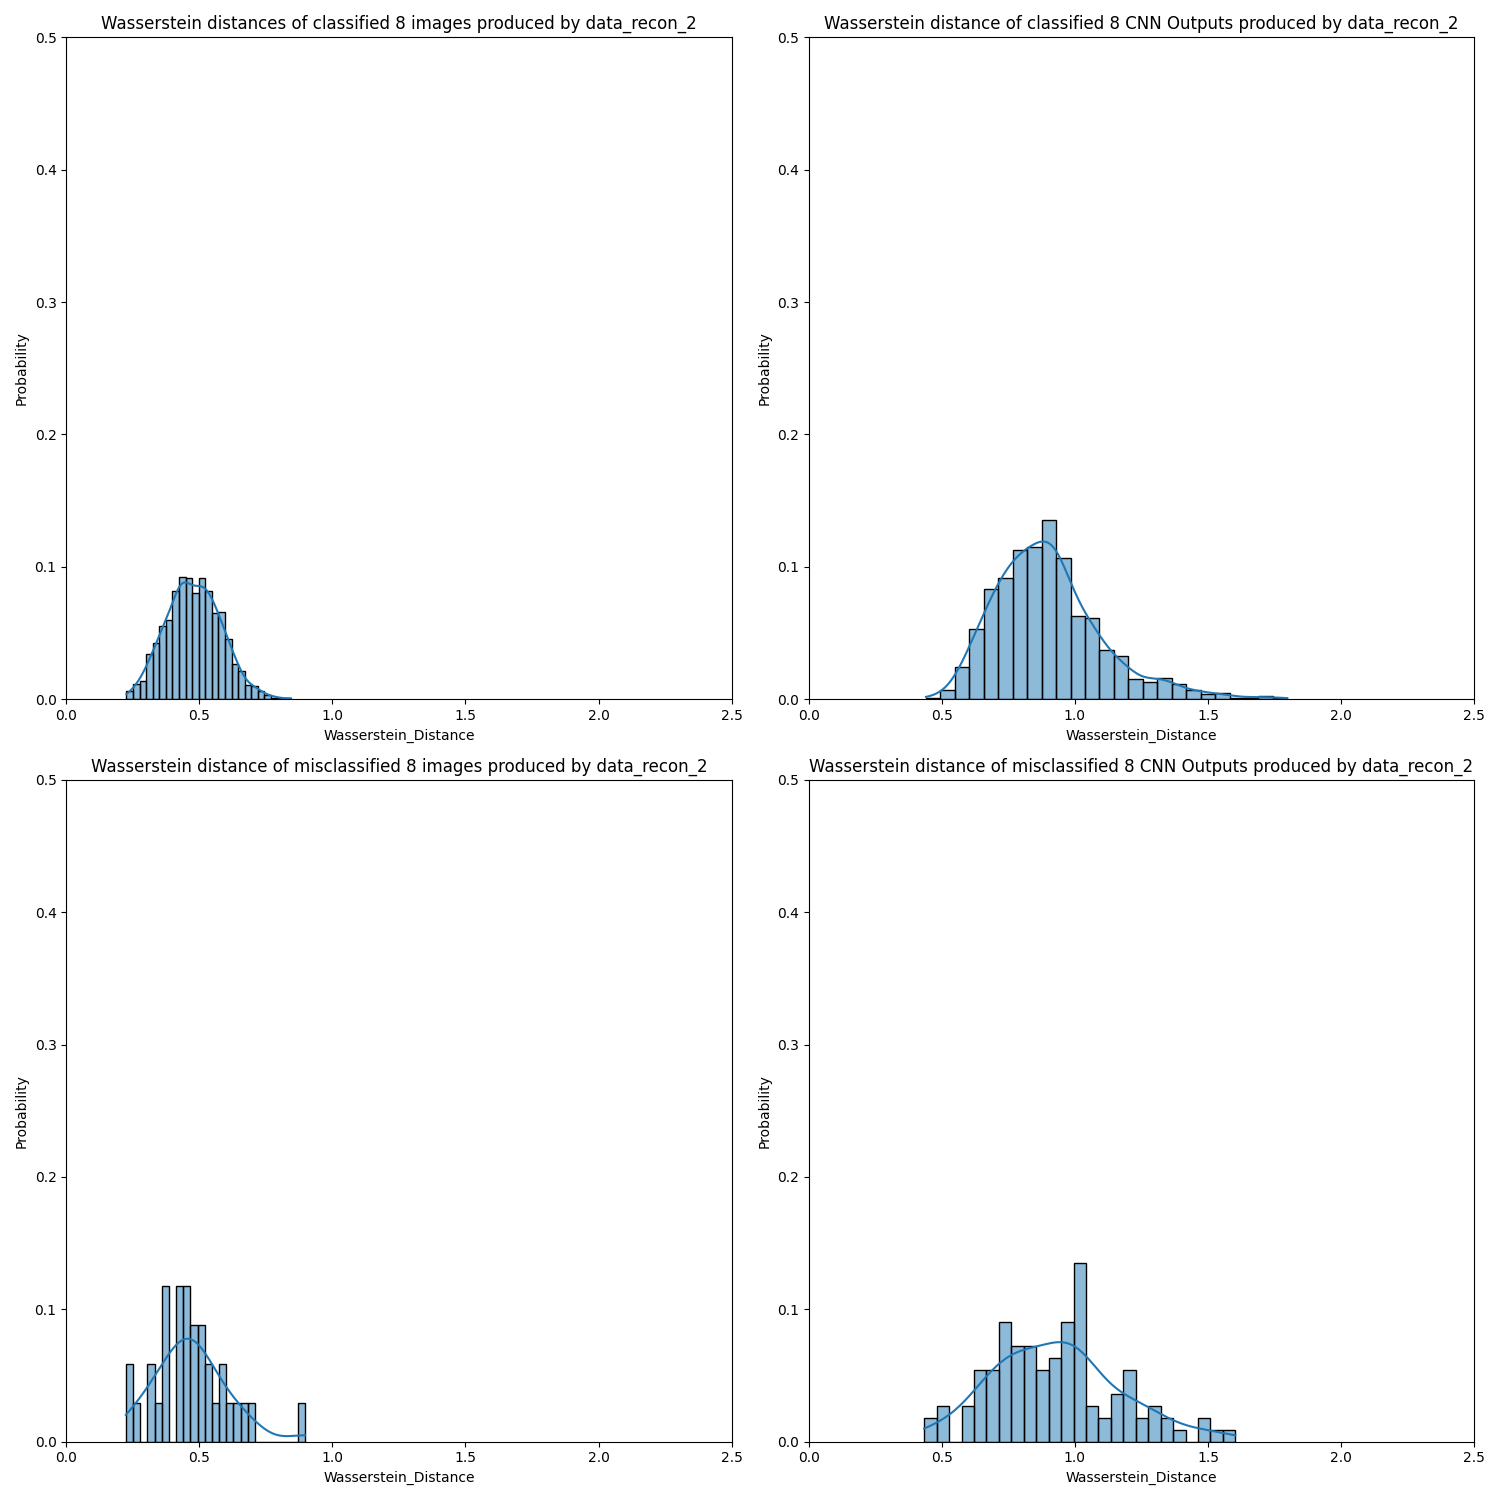 Wasserstein distances of classified 8 images produced by data_recon_2
0.5
0.4
0.3
0.2
0.1
0.0
Probability
0.0 0.5 1.0 1.5 2.0 2.5
Wasserstein_Distance
Wasserstein distance of classified 8 CNN Outputs produced by data_recon_2
0.5
0.4
0.3
0.2
0.1
0.0
Probability
0.0 0.5 1.0 1.5 2.0 2.5
Wasserstein_Distance
Wasserstein distance of misclassified 8 images produced by data_recon_2
0.5
0.4
0.3
0.2
0.1
0.0
Probability
0.0 0.5 1.0 1.5 2.0 2.5
Wasserstein_Distance
Wasserstein distance of misclassified 8 CNN Outputs produced by data_recon_2
0.5
0.4
0.3
0.2
0.1
0.0
Probability
0.0 0.5 1.0 1.5 2.0 2.5
Wasserstein_Distance